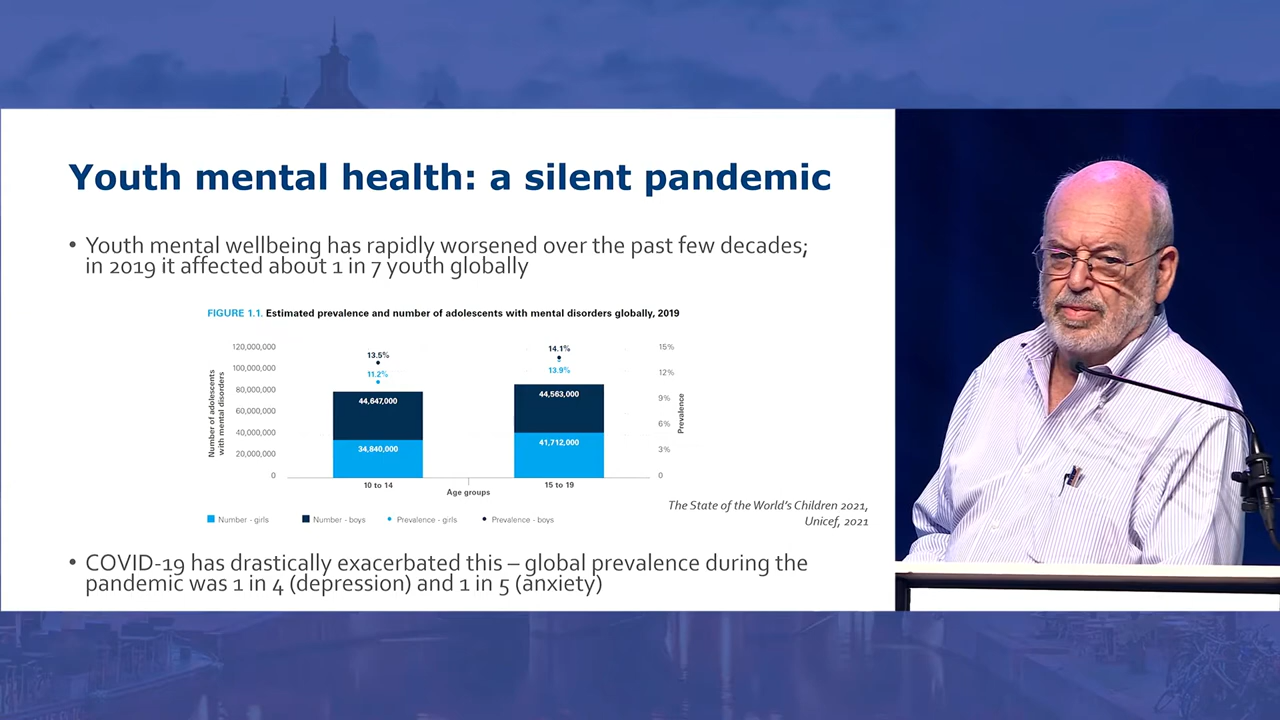 Youth mental health: a silent pandemic
• Youth mental wellbeing has rapidly worsened over the past few decades;
in 2019 it affected about 1 in 7 youth globally
FIGURE 1.1. Estimated prevalence and number of adolescents with mental disorders globally, 2019
Number of adolescents
with mental disorders
120,000,000
100,000,000
80,000,000
60,000,000
40,000,000
20,000,000
0
13.5%
11.2%
44,647,000
34,840,000
14.1%
13.9%
44,563,000
41,712,000
15%
12%
9%
6%
3%
0
Prevalence
10 to 14
15 to 19
Age groups
Number - girls
Number - boys
Prevalence - girls
Prevalence - boys
The State of the World's Children 2021,
Unicef, 2021
• COVID-19 has drastically exacerbated this – global prevalence during the
pandemic was 1 in 4 (depression) and 1 in 5 (anxiety)